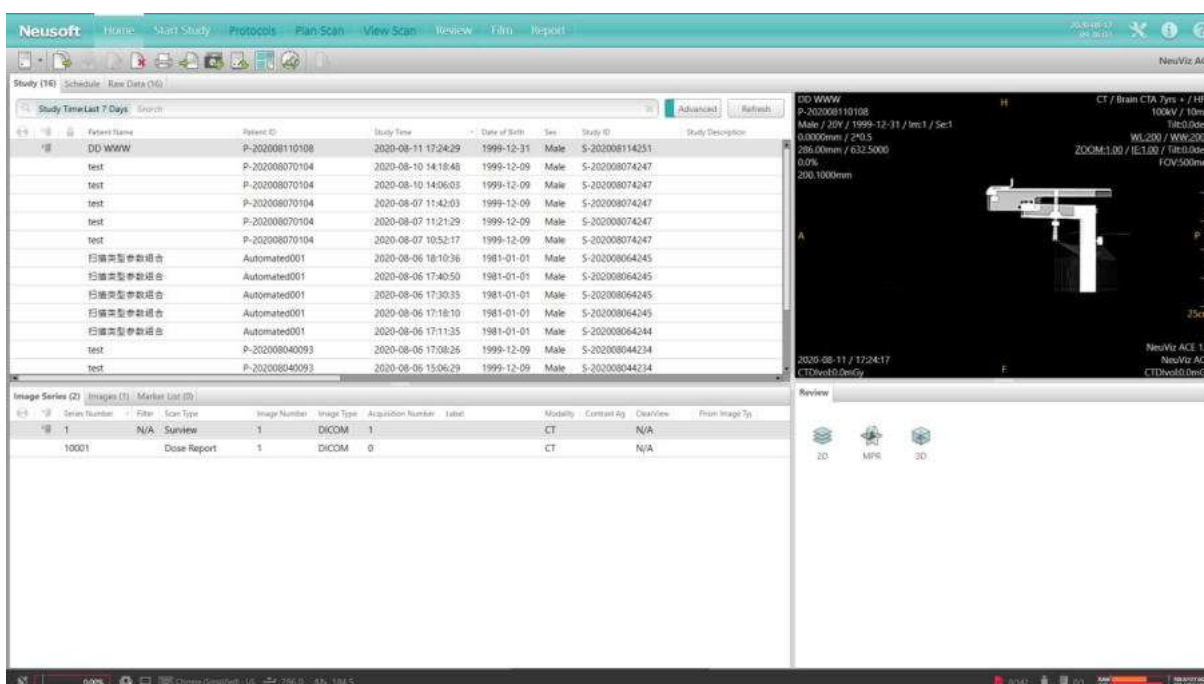 Neusoft Home Start Study Protocols Plan Scan View Scan Review Film Report
NeuViz AC
Study (16) Schedule Raw Data (16)
Study Time:Last 7 Days Search Advanced Refresh
Patient Name Patient ID Study Time Date of Birth Sex Study ID Study Description
DD WWW P-202008110108 2020-08-11 17:24:29 1999-12-31 Male S-202008114251
test P-202008070104 2020-08-10 14:18:48 1999-12-09 Male S-202008074247
test P-202008070104 2020-08-10 14:06:03 1999-12-09 Male S-202008074247
test P-202008070104 2020-08-07 11:42:03 1999-12-09 Male S-202008074247
test P-202008070104 2020-08-07 11:21:29 1999-12-09 Male S-202008074247
test P-202008070104 2020-08-07 10:52:17 1999-12-09 Male S-202008074247
扫描类型参数组合 Automated001 2020-08-06 18:10:36 1981-01-01 Male S-202008064245
扫描类型参数组合 Automated001 2020-08-06 17:40:50 1981-01-01 Male S-202008064245
扫描类型参数组合 Automated001 2020-08-06 17:30:35 1981-01-01 Male S-202008064245
扫描类型参数组合 Automated001 2020-08-06 17:18:10 1981-01-01 Male S-202008064245
扫描类型参数组合 Automated001 2020-08-06 17:11:35 1981-01-01 Male S-202008064244
test P-202008040093 2020-08-06 17:08:26 1999-12-09 Male S-202008044234
test P-202008040093 2020-08-06 15:06:29 1999-12-09 Male S-202008044234
DD WWW H CT / Brain CTA 7yrs + / HF
P-202008110108 100kV / 10m
Male / 20Y / 1999-12-31 / Im:1 / Se:1 Tilt:0.0de
0.0000mm / 2*0.5 WL:200 / WW:200
286.00mm / 632.5000 ZOOM:1.00 / IE:1.00 / Tilt:0.0de
0.0% FOV:500m
200.1000mm
A P
25c
NeuViz ACE 1
2020-08-11 / 17:24:17 NeuViz AC
CTDIvol:0.0mGy F CTDIvol:0.0mG
Image Series (2) Images (1) Marker List (0)
Series Number Filter Scan Type Image Number Image Type Acquisition Number Label Modality Contrast Ag ClearView Prism Image Ty
1 N/A Surview 1 DICOM 1 CT N/A
10001 Dose Report 1 DICOM 0 CT N/A
Review
2D MPR 3D
0.00% Chinese (Simplified) - US 286.0 184.5
0/0 RAW